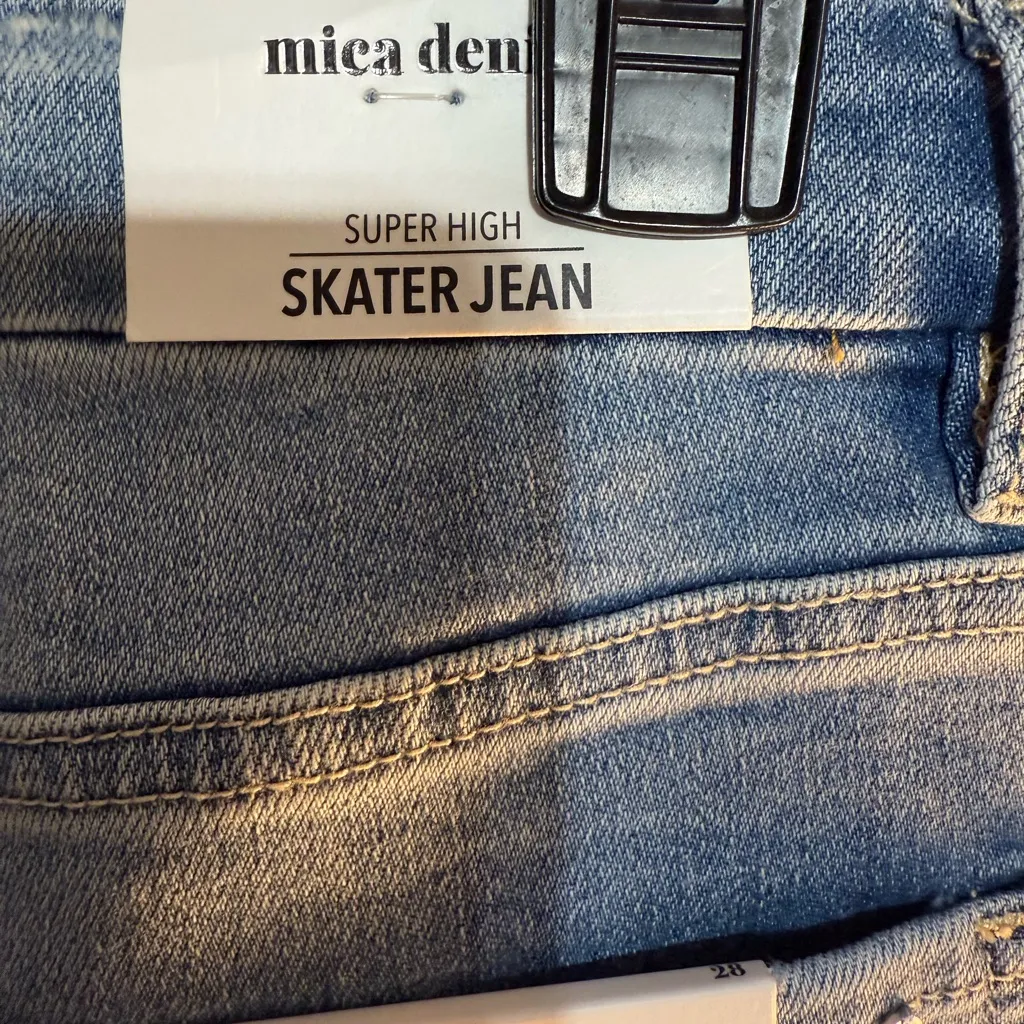 mica deni
SUPER HIGH
SKATER JEAN
28